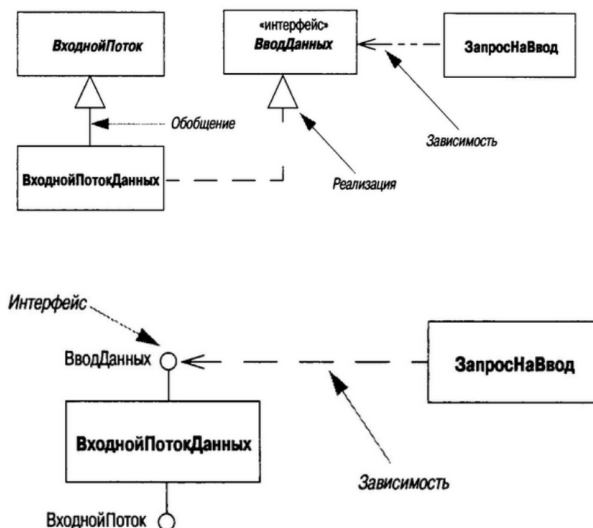 ВходнойПоток
«интерфейс»
ВводДанных
ЗапросНаВвод
Обобщение
Зависимость
ВходнойПотокДанных
Реализация
Интерфейс
ВводДанных
ЗапросНаВвод
ВходнойПотокДанных
Зависимость
ВходнойПоток